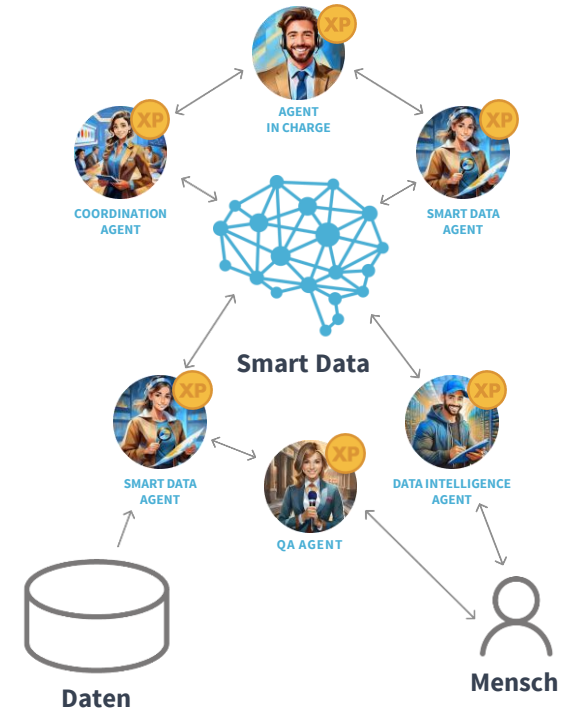 XP
AGENT
IN CHARGE
XP
COORDINATION
AGENT
XP
SMART DATA
AGENT
Smart Data
XP
SMART DATA
AGENT
XP
QA AGENT
XP
DATA INTELLIGENCE
AGENT
Daten
Mensch